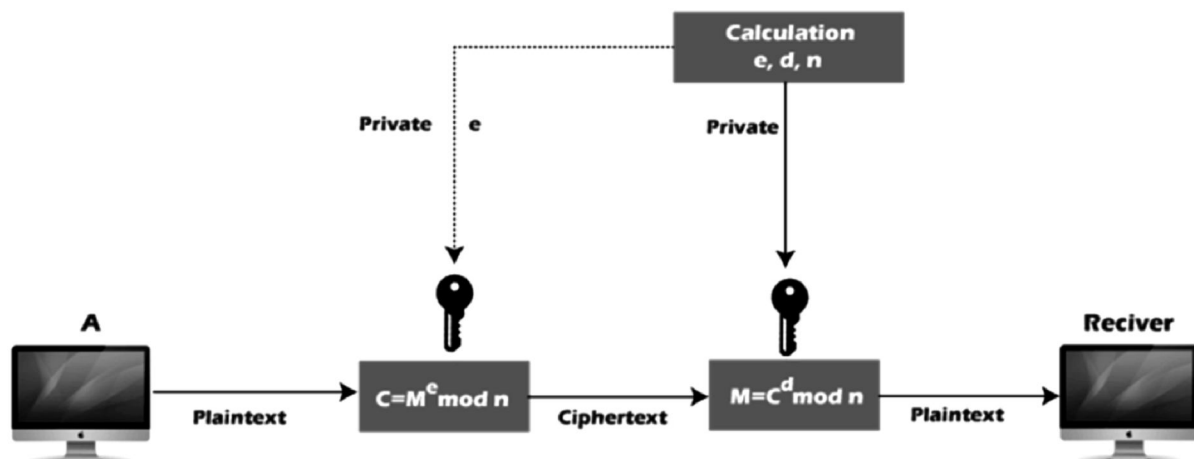 Calculation
e, d, n
Private e
Private
A
Reciver
C=M^e mod n
M=C^d mod n
Plaintext
Ciphertext
Plaintext